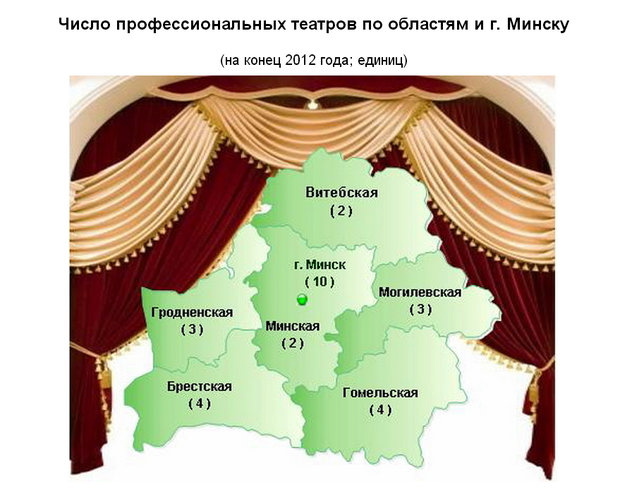 Число профессиональных театров по областям и г. Минску
(на конец 2012 года; единиц)
Витебская
( 2 )
г. Минск
( 10 )
Могилевская
( 3 )
Гродненская
( 3 )
Минская
( 2 )
Брестская
( 4 )
Гомельская
( 4 )